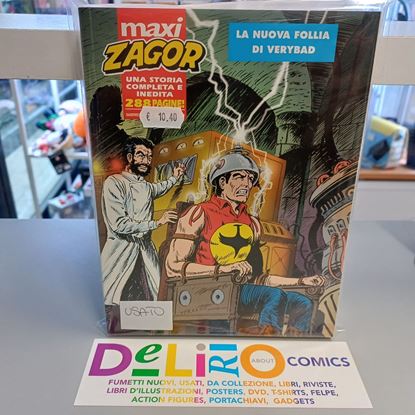 maxi
ZAGOR
UNA STORIA
COMPLETA E
INEDITA
288 PAGINE!
€ 10,40
LA NUOVA FOLLIA
DI VERYBAD
USATO
DELIRIO
ABOUT
COMICS
FUMETTI NUOVI, USATI, DA COLLEZIONE, LIBRI, RIVISTE,
LIBRI D'ILLUSTRAZIONI, POSTERS, DVD, T-SHIRTS, FELPE,
ACTION FIGURES, PORTACHIAVI, GADGETS